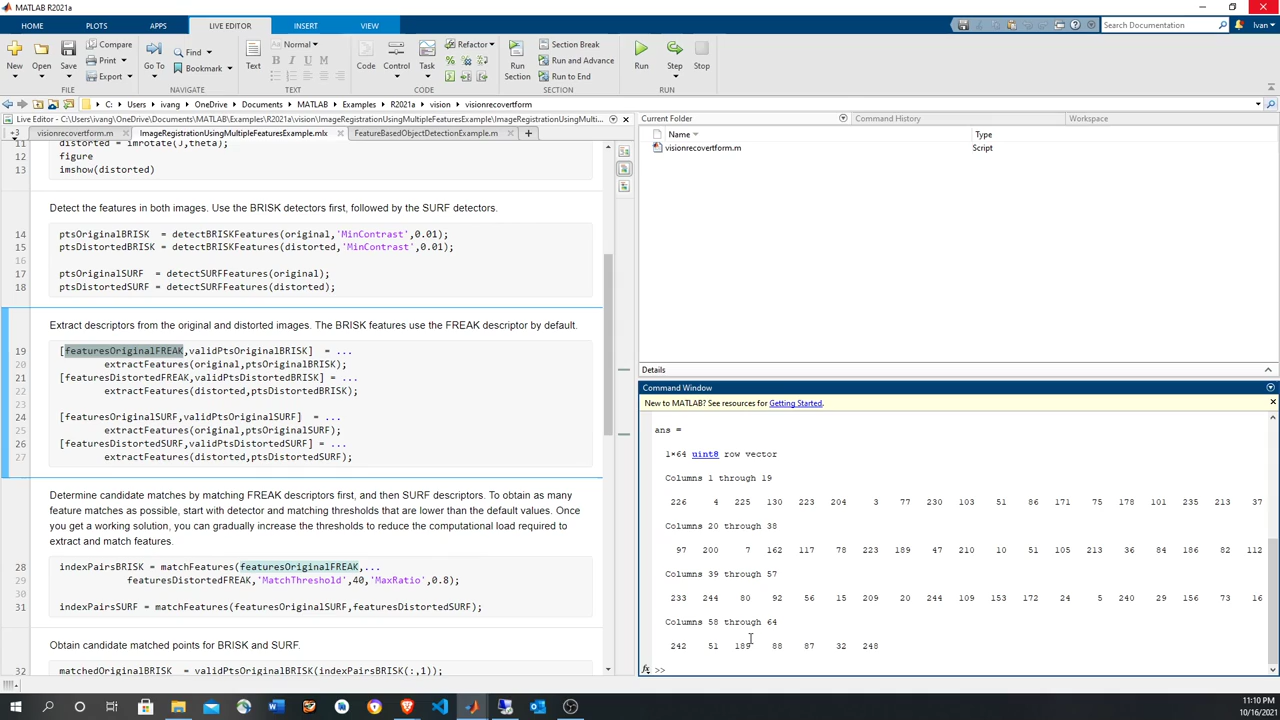 MATLAB R2021a
HOME PLOTS APPS LIVE EDITOR INSERT VIEW Search Documentation Ivan
New Open Save Compare Print Export Go To Find Bookmark Text Normal B I U M Code Control Task Refactor Run Section Section Break Run and Advance Run to End Run Step Stop
FILE NAVIGATE TEXT CODE SECTION RUN
C: Users ivang OneDrive Documents MATLAB Examples R2021a vision visionrecovertform
Live Editor - C:\Users\ivang\OneDrive\Documents\MATLAB\Examples\R2021a\vision\ImageRegistrationUsingMultipleFeaturesExample\ImageRegistrationUsingMulti...
+3 visionrecovertform.m ImageRegistrationUsingMultipleFeaturesExample.mlx FeatureBasedObjectDetectionExample.m
11 distorted = imrotate(J,theta);
12 figure
13 imshow(distorted)
Detect the features in both images. Use the BRISK detectors first, followed by the SURF detectors.
14 ptsOriginalBRISK = detectBRISKFeatures(original,'MinContrast',0.01);
15 ptsDistortedBRISK = detectBRISKFeatures(distorted,'MinContrast',0.01);
16
17 ptsOriginalSURF = detectSURFFeatures(original);
18 ptsDistortedSURF = detectSURFFeatures(distorted);
Extract descriptors from the original and distorted images. The BRISK features use the FREAK descriptor by default.
19 [featuresOriginalFREAK,validPtsOriginalBRISK] = ...
20 extractFeatures(original,ptsOriginalBRISK);
21 [featuresDistortedFREAK,validPtsDistortedBRISK] = ...
22 extractFeatures(distorted,ptsDistortedBRISK);
23
24 [featuresOriginalSURF,validPtsOriginalSURF] = ...
25 extractFeatures(original,ptsOriginalSURF);
26 [featuresDistortedSURF,validPtsDistortedSURF] = ...
27 extractFeatures(distorted,ptsDistortedSURF);
Determine candidate matches by matching FREAK descriptors first, and then SURF descriptors. To obtain as many
feature matches as possible, start with detector and matching thresholds that are lower than the default values. Once
you get a working solution, you can gradually increase the thresholds to reduce the computational load required to
extract and match features.
28 indexPairsBRISK = matchFeatures(featuresOriginalFREAK,...
29 featuresDistortedFREAK,'MatchThreshold',40,'MaxRatio',0.8);
30
31 indexPairsSURF = matchFeatures(featuresOriginalSURF,featuresDistortedSURF);
Obtain candidate matched points for BRISK and SURF.
32 matchedOriginalBRISK = validPtsOriginalBRISK(indexPairsBRISK(:,1));
Current Folder Command History Workspace
Name Type
visionrecovertform.m Script
Details
Command Window
New to MATLAB? See resources for Getting Started.
ans =
1×64 uint8 row vector
Columns 1 through 19
226 4 225 130 223 204 3 77 230 103 51 86 171 75 178 101 235 213 37
Columns 20 through 38
97 200 7 162 117 78 223 189 47 210 10 51 105 213 36 84 186 82 112
Columns 39 through 57
233 244 80 92 56 15 209 20 244 109 153 172 24 5 240 29 156 73 16
Columns 58 through 64
242 51 189 88 87 32 248
fx >>
11:10 PM
10/16/2021